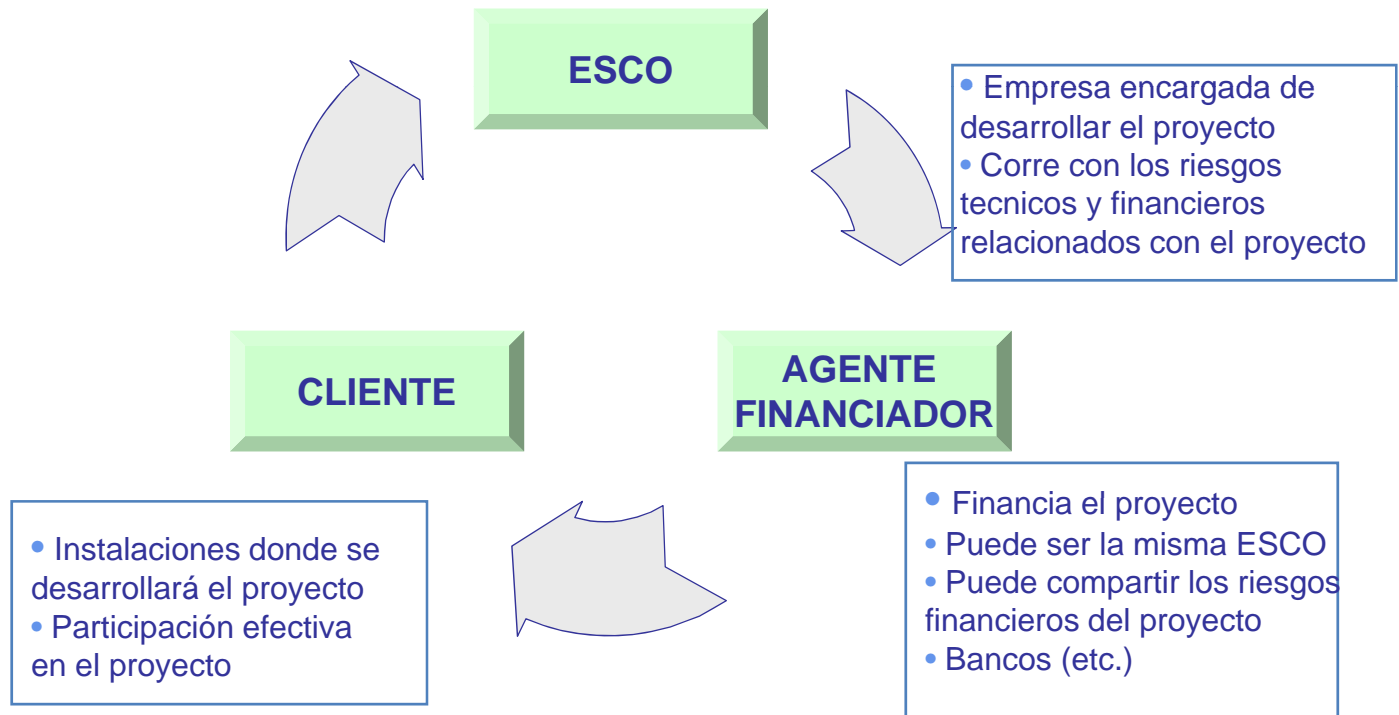 ESCO
• Empresa encargada de
desarrollar el proyecto
• Corre con los riesgos
tecnicos y financieros
relacionados con el proyecto
CLIENTE
AGENTE
FINANCIADOR
• Instalaciones donde se
desarrollará el proyecto
• Participación efectiva
en el proyecto
• Financia el proyecto
• Puede ser la misma ESCO
• Puede compartir los riesgos
financieros del proyecto
• Bancos (etc.)